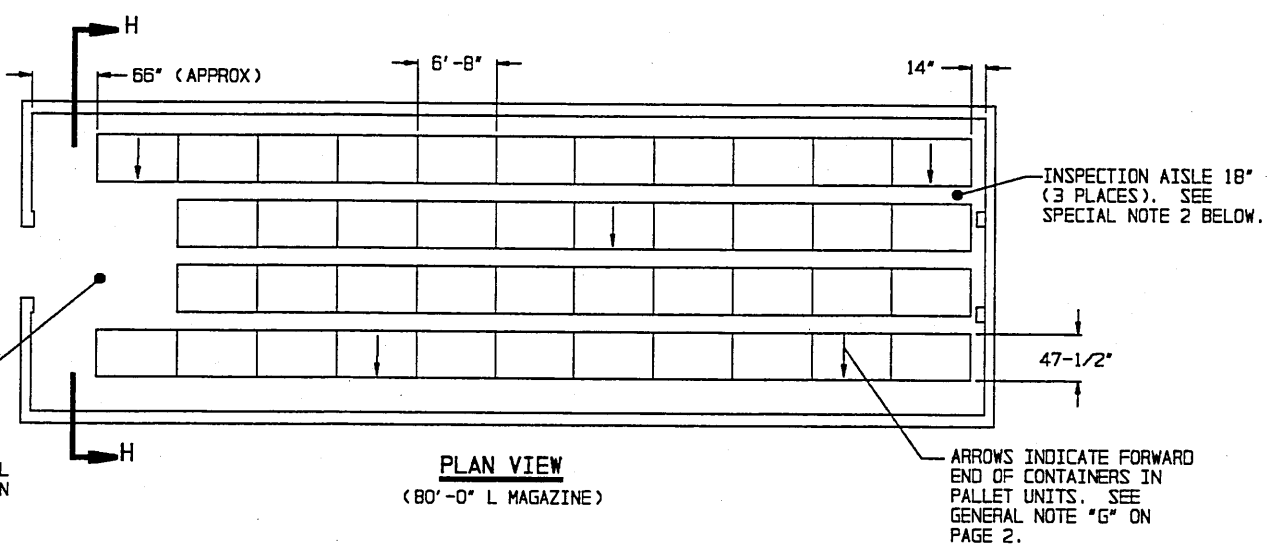 H
66" (APPROX)
6'-8"
14"
INSPECTION AISLE 18"
(3 PLACES). SEE
SPECIAL NOTE 2 BELOW.
47-1/2"
H
L
N
PLAN VIEW
(80'-0" L MAGAZINE)
ARROWS INDICATE FORWARD
END OF CONTAINERS IN
PALLET UNITS. SEE
GENERAL NOTE "G" ON
PAGE 2.